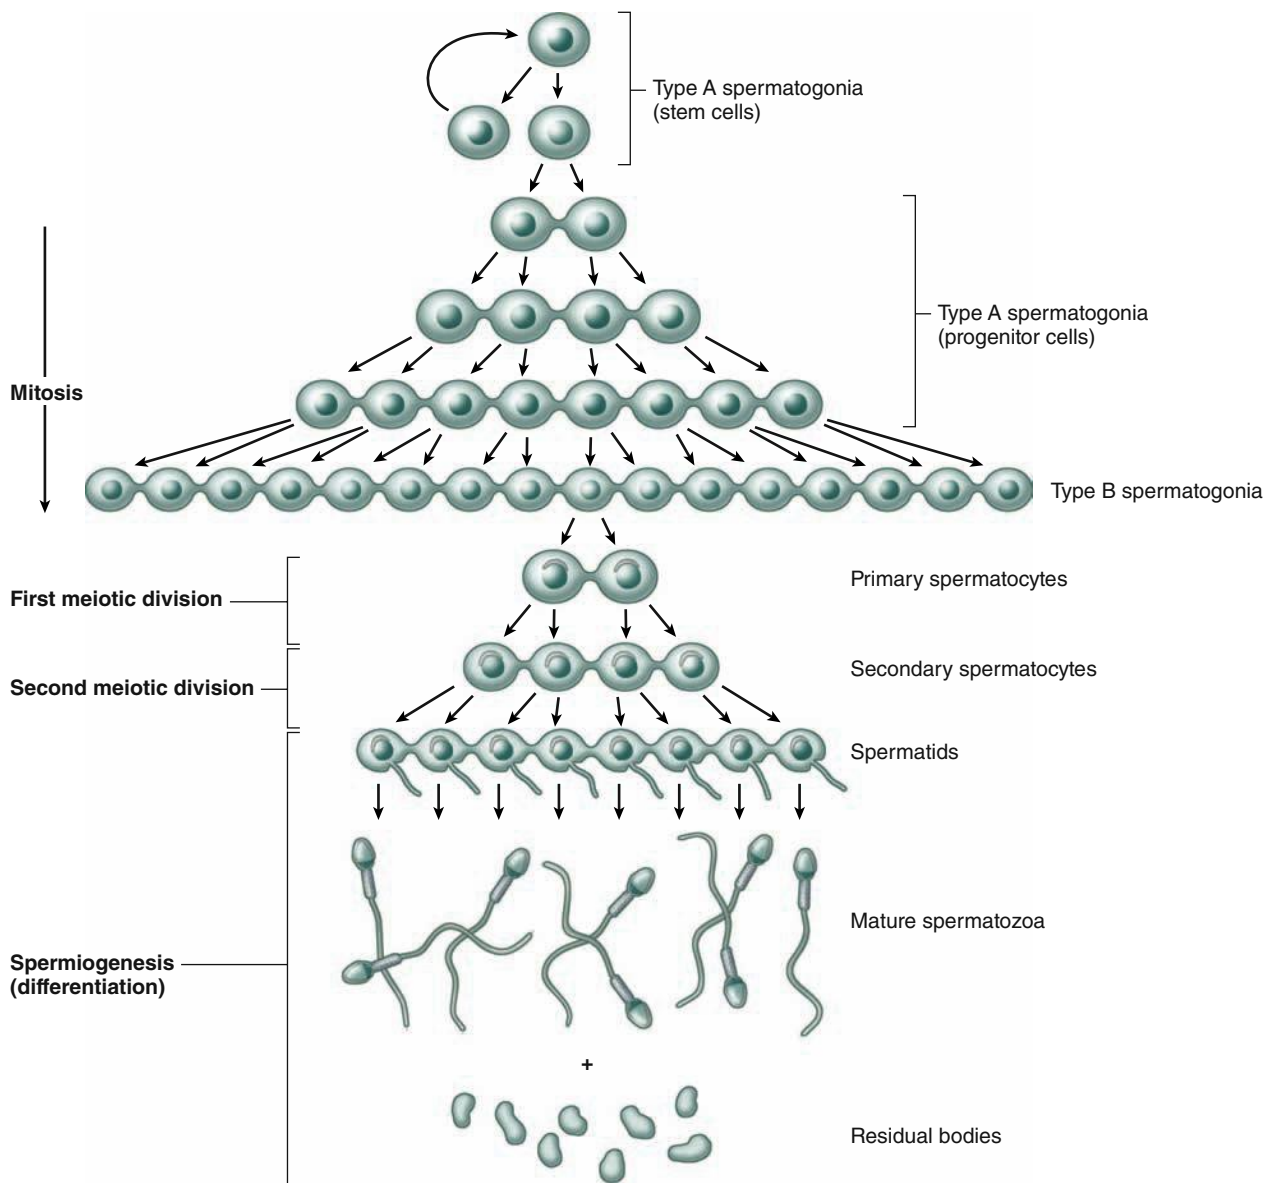 Type A spermatogonia
(stem cells)
Type A spermatogonia
(progenitor cells)
Mitosis
Type B spermatogonia
Primary spermatocytes
First meiotic division
Secondary spermatocytes
Second meiotic division
Spermatids
Mature spermatozoa
Spermiogenesis
(differentiation)
+
Residual bodies